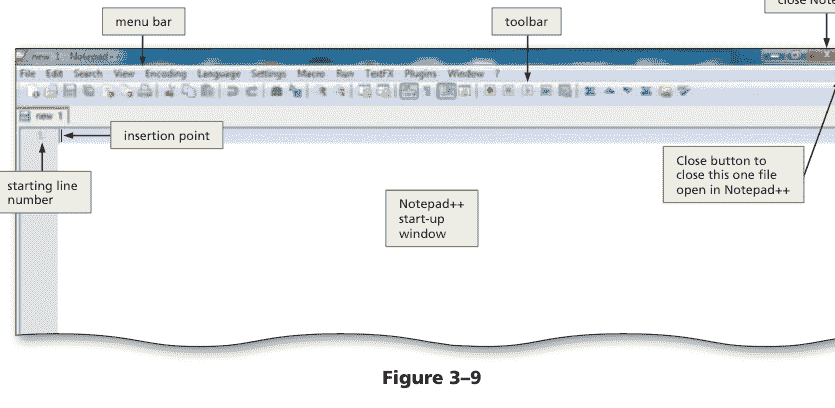 close Note
menu bar
toolbar
new 1 - Notepad++
File Edit Search View Encoding Language Settings Macro Run TextFX Plugins Window ?
new 1
1
insertion point
starting line
number
Notepad++
start-up
window
Close button to
close this one file
open in Notepad++
Figure 3–9